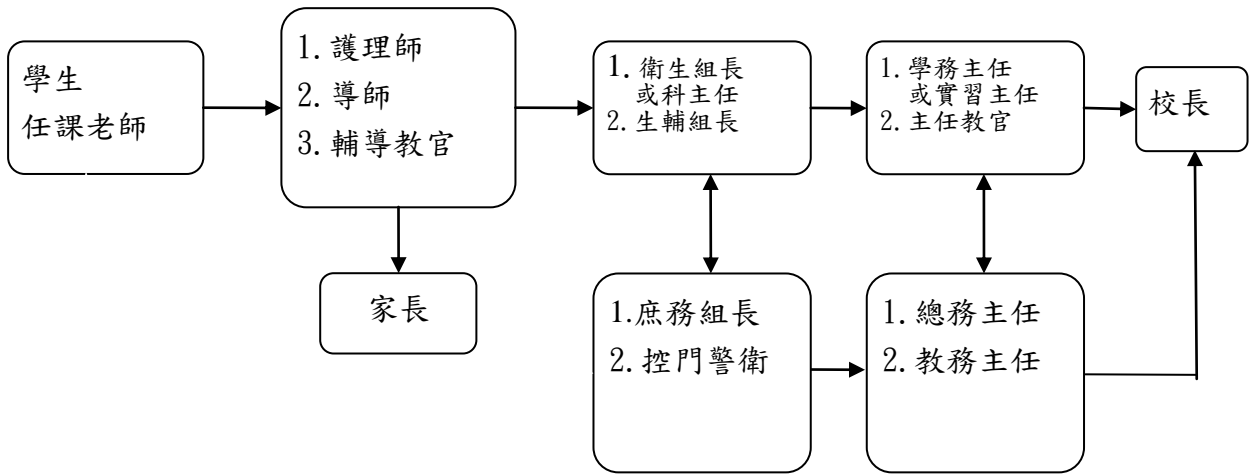 學生
任課老師
1. 護理師
2. 導師
3. 輔導教官
1. 衛生組長
或科主任
2. 生輔組長
1. 學務主任
或實習主任
2. 主任教官
校長
家長
1.庶務組長
2. 控門警衛
1. 總務主任
2. 教務主任